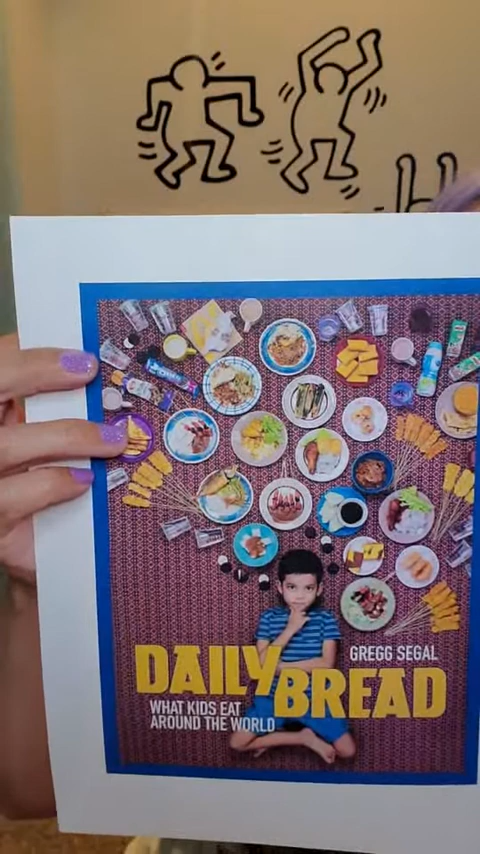 GREGG SEGAL
DAILY BREAD
WHAT KIDS EAT
AROUND THE WORLD